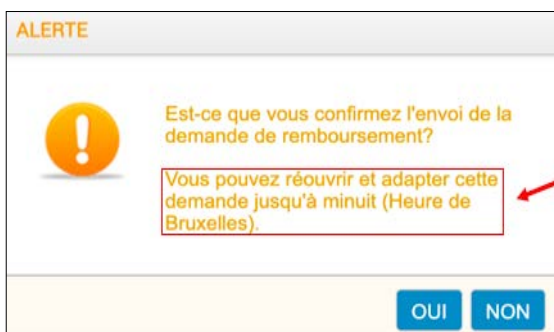 ALERTE
Est-ce que vous confirmez l'envoi de la
demande de remboursement?
Vous pouvez réouvrir et adapter cette
demande jusqu'à minuit (Heure de
Bruxelles).
OUI NON